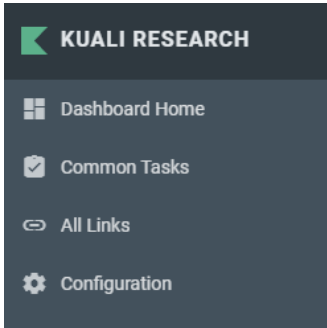 KUALI RESEARCH
Dashboard Home
Common Tasks
All Links
Configuration